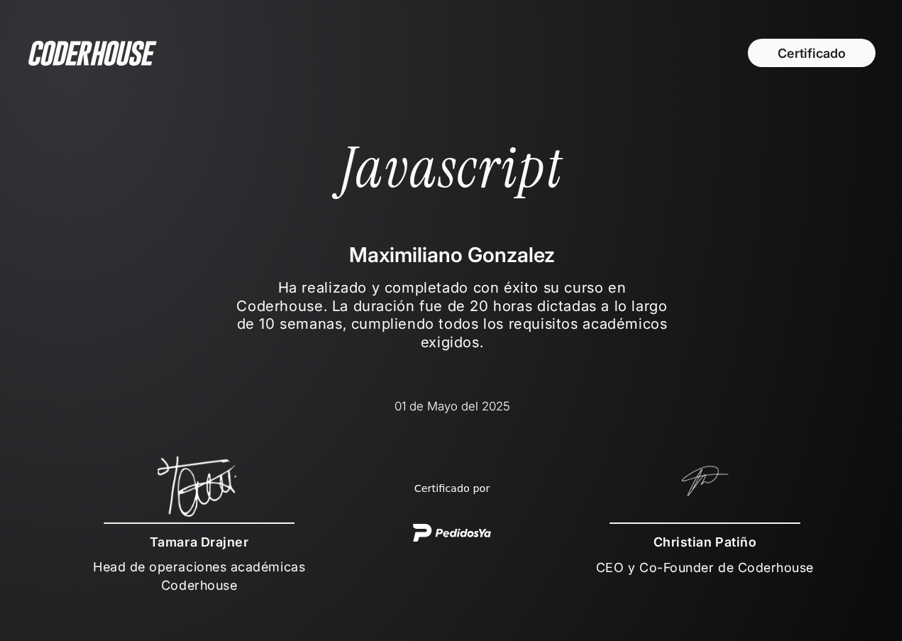 CODERHOUSE
Certificado
Javascript
Maximiliano Gonzalez
Ha realizado y completado con éxito su curso en
Coderhouse. La duración fue de 20 horas dictadas a lo largo
de 10 semanas, cumpliendo todos los requisitos académicos
exigidos.
01 de Mayo del 2025
Certificado por
PedidosYa
Tamara Drajner
Head de operaciones académicas
Coderhouse
Christian Patiño
CEO y Co-Founder de Coderhouse